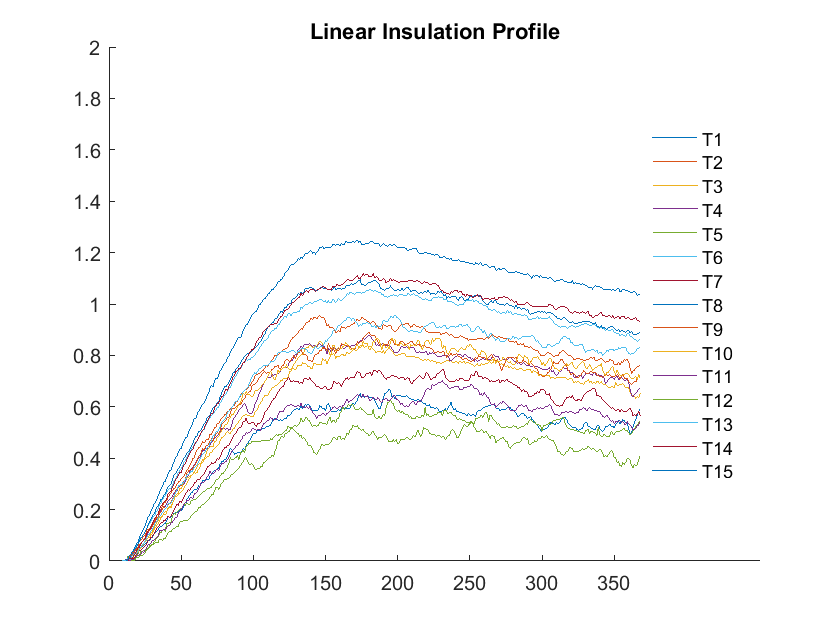 Linear Insulation Profile
2
1.8
1.6
1.4
1.2
1
0.8
0.6
0.4
0.2
0
0 50 100 150 200 250 300 350
T1
T2
T3
T4
T5
T6
T7
T8
T9
T10
T11
T12
T13
T14
T15